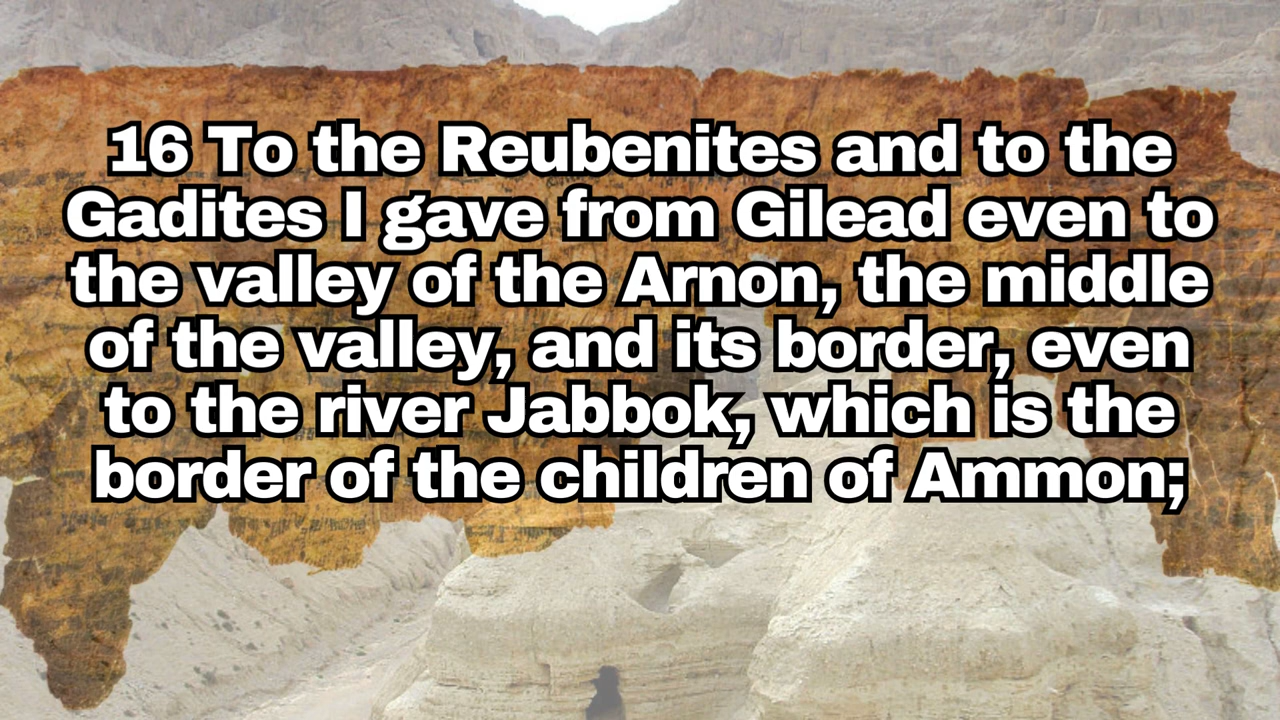 16 To the Reubenites and to the
Gadites I gave from Gilead even to
the valley of the Arnon, the middle
of the valley, and its border, even
to the river Jabbok, which is the
border of the children of Ammon;